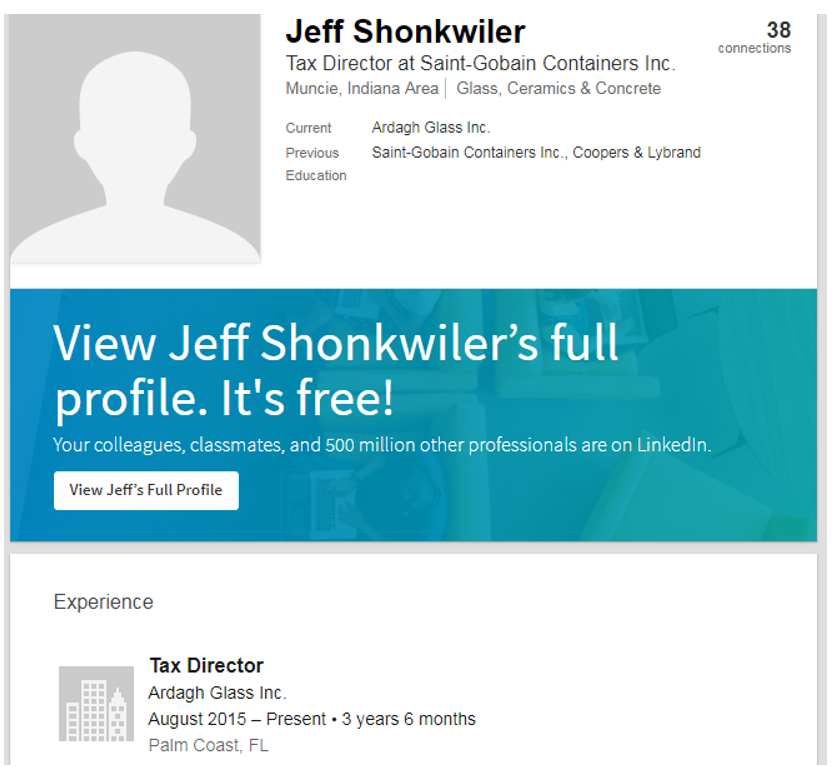 Jeff Shonkwiler
38
connections
Tax Director at Saint-Gobain Containers Inc.
Muncie, Indiana Area | Glass, Ceramics & Concrete
Current Ardagh Glass Inc.
Previous Saint-Gobain Containers Inc., Coopers & Lybrand
Education
View Jeff Shonkwiler’s full
profile. It's free!
Your colleagues, classmates, and 500 million other professionals are on LinkedIn.
View Jeff’s Full Profile
Experience
Tax Director
Ardagh Glass Inc.
August 2015 – Present • 3 years 6 months
Palm Coast, FL